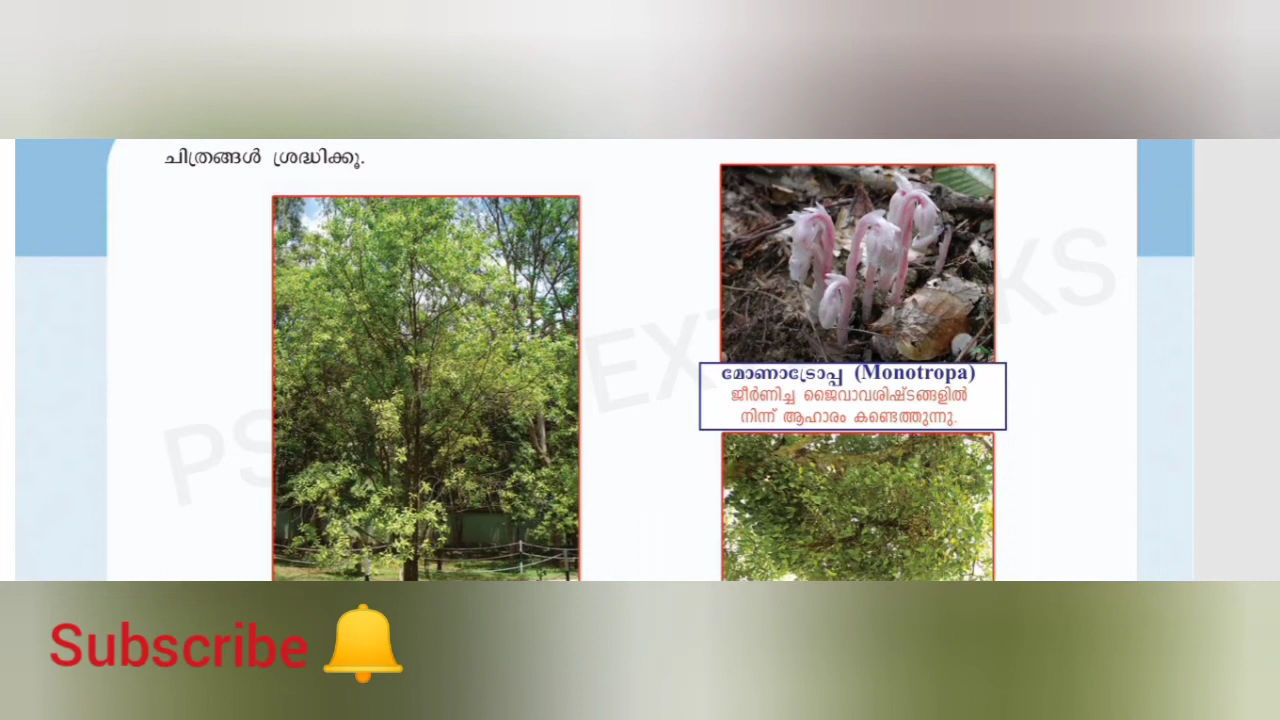 ചിത്രങ്ങൾ ശ്രദ്ധിക്കൂ.
മോണാട്രോപ്പ (Monotropa)
ജീർണിച്ച ജൈവാവശിഷ്ടങ്ങളിൽ
നിന്ന് ആഹാരം കണ്ടെത്തുന്നു.
Subscribe